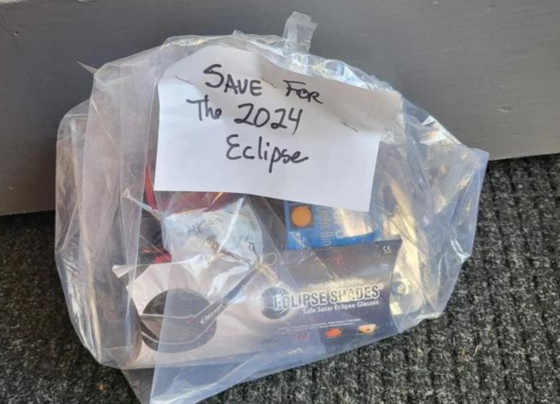 SAVE FOR
The 2024
Eclipse
ECLIPSE SHADES
Safe Solar Eclipse Glasses